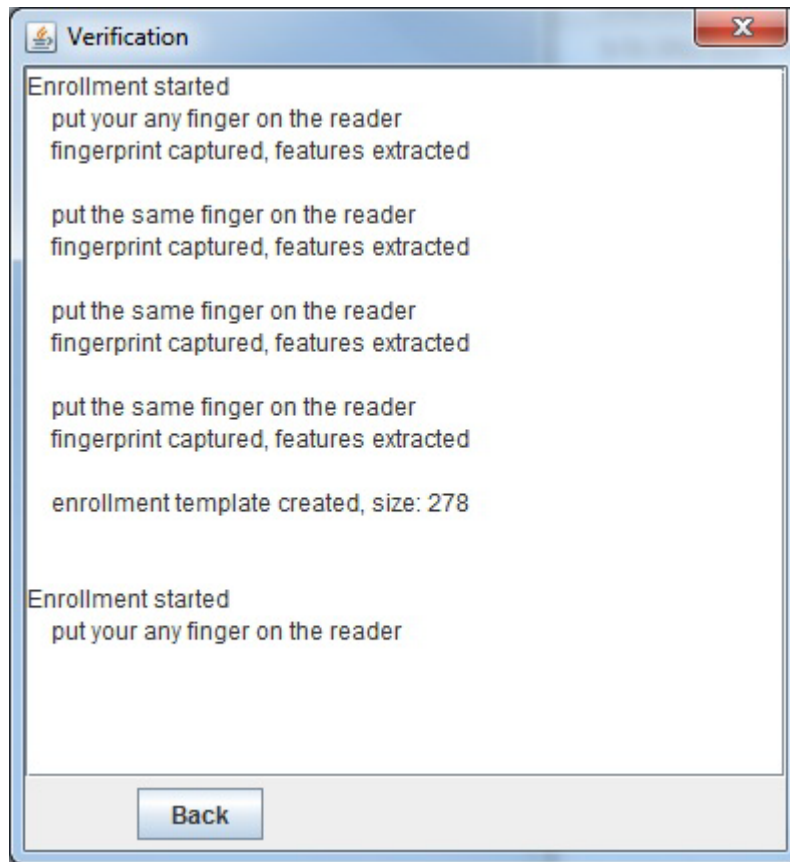 Verification
Enrollment started
put your any finger on the reader
fingerprint captured, features extracted
put the same finger on the reader
fingerprint captured, features extracted
put the same finger on the reader
fingerprint captured, features extracted
put the same finger on the reader
fingerprint captured, features extracted
enrollment template created, size: 278
Enrollment started
put your any finger on the reader
Back